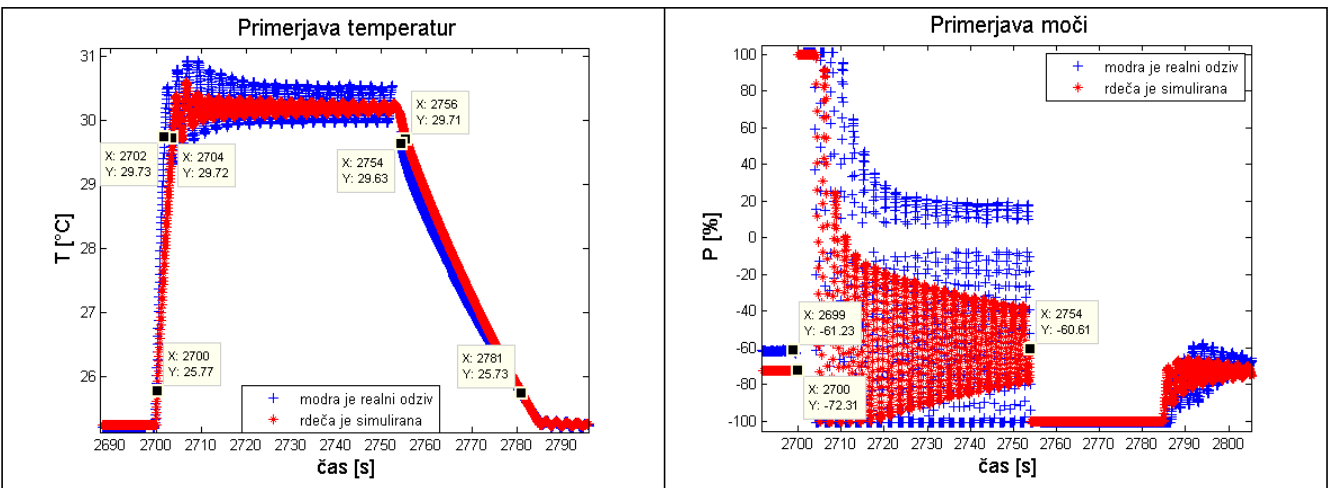 Primerjava temperatur
31
30
29
28
27
26
T [°C]
X: 2702
Y: 29.73
X: 2704
Y: 29.72
X: 2756
Y: 29.71
X: 2754
Y: 29.63
X: 2700
Y: 25.77
X: 2781
Y: 25.73
modra je realni odziv
rdeča je simulirana
2690 2700 2710 2720 2730 2740 2750 2760 2770 2780 2790
čas [s]
Primerjava moči
100
80
60
40
20
0
-20
-40
-60
-80
-100
P [%]
modra je realni odziv
rdeča je simulirana
X: 2699
Y: -61.23
X: 2700
Y: -72.31
X: 2754
Y: -60.61
2700 2710 2720 2730 2740 2750 2760 2770 2780 2790 2800
čas [s]